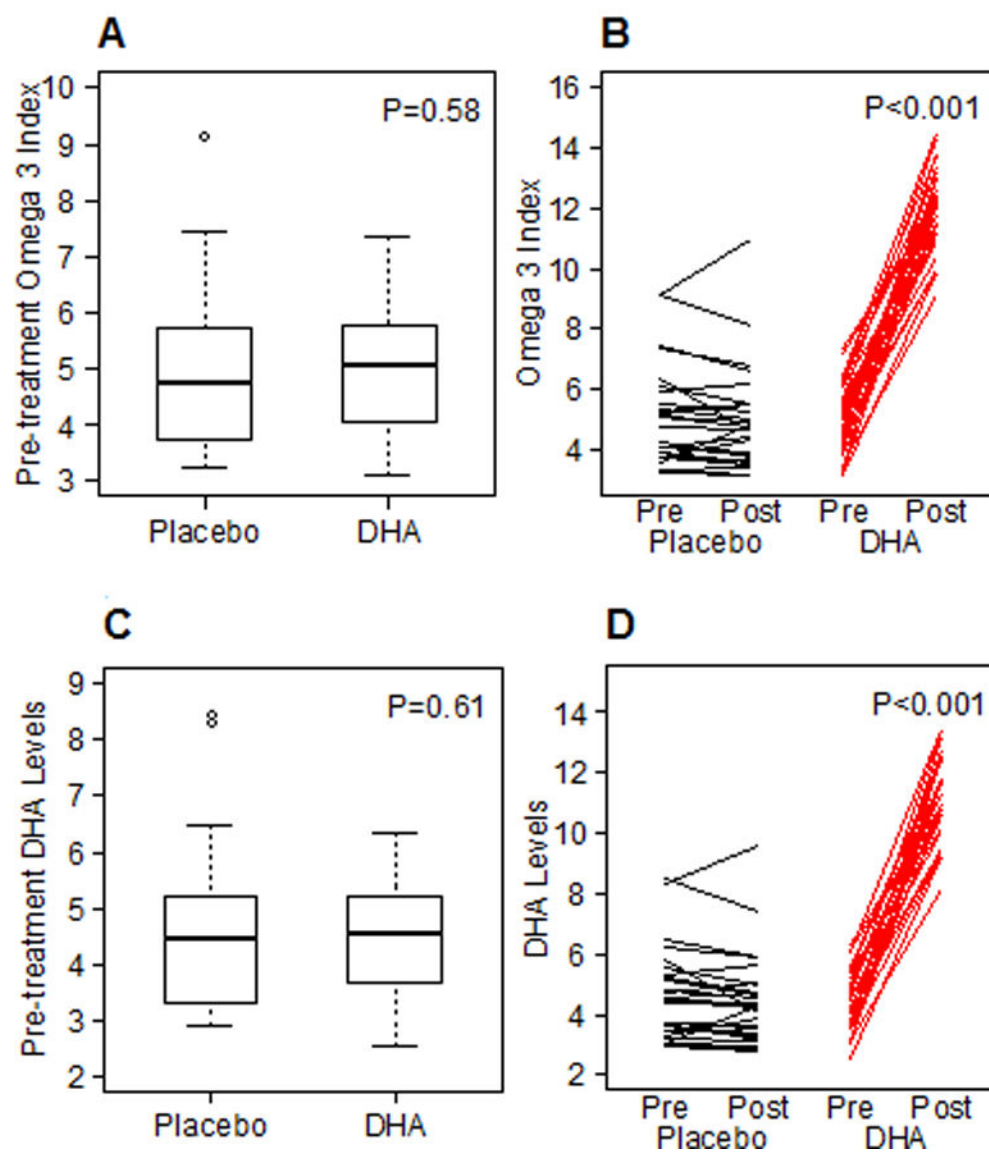 A
Pre-treatment Omega 3 Index
10
9
8
7
6
5
4
3
P=0.58
Placebo DHA
B
Omega 3 Index
16
14
12
10
8
6
4
P<0.001
Pre Post Pre Post
Placebo DHA
C
Pre-treatment DHA Levels
9
8
7
6
5
4
3
2
P=0.61
Placebo DHA
D
DHA Levels
14
12
10
8
6
4
2
P<0.001
Pre Post Pre Post
Placebo DHA